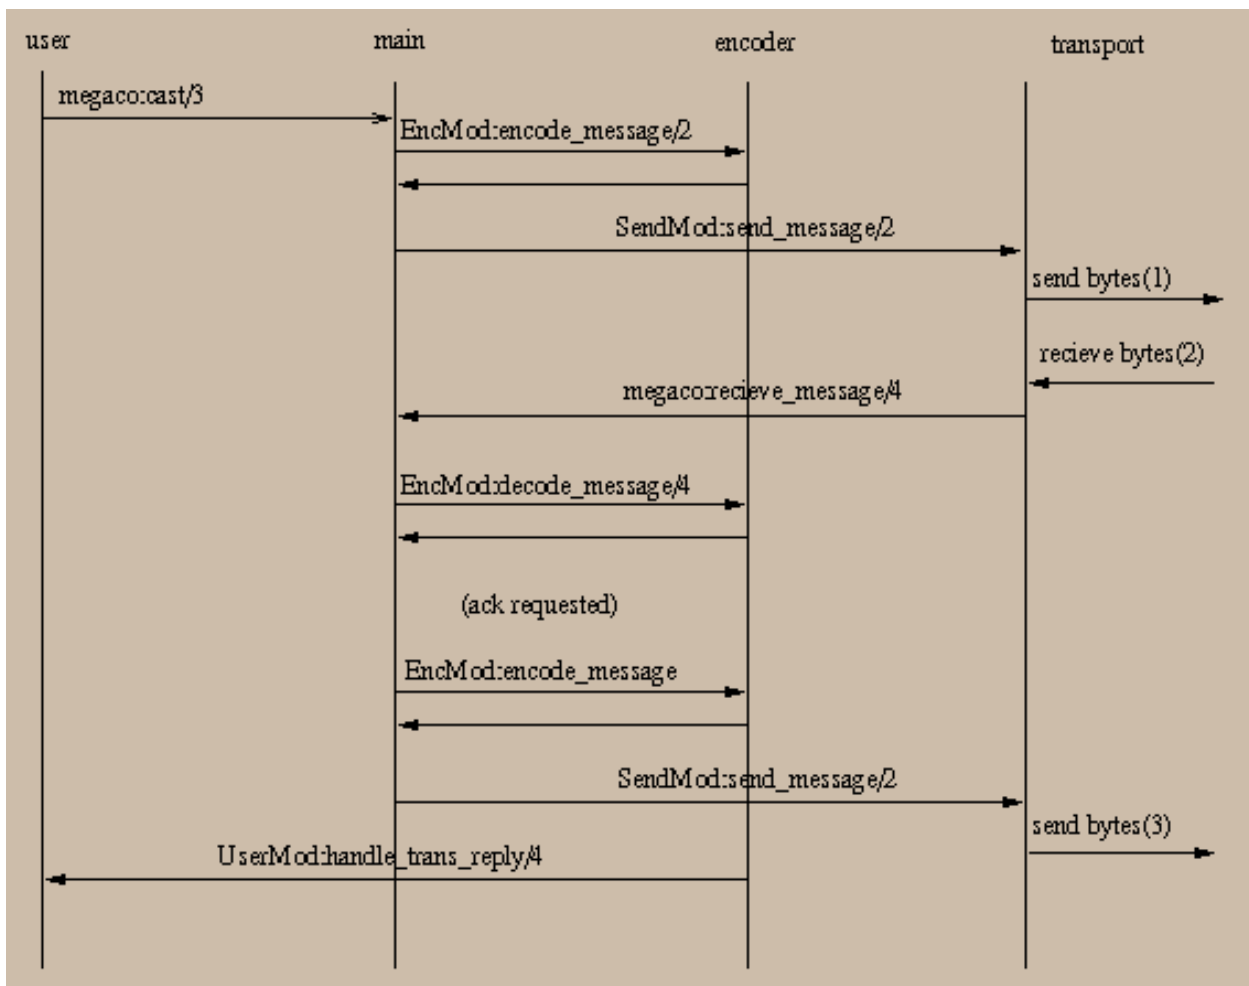 user
main
encoder
transport
megaco:cast/3
EncMod:encode_message/2
SendMod:send_message/2
send bytes(1)
recieve bytes(2)
megaco:recieve_message/4
EncMod:decode_message/4
(ack requested)
EncMod:encode_message
SendMod:send_message/2
send bytes(3)
UserMod:handle_trans_reply/4